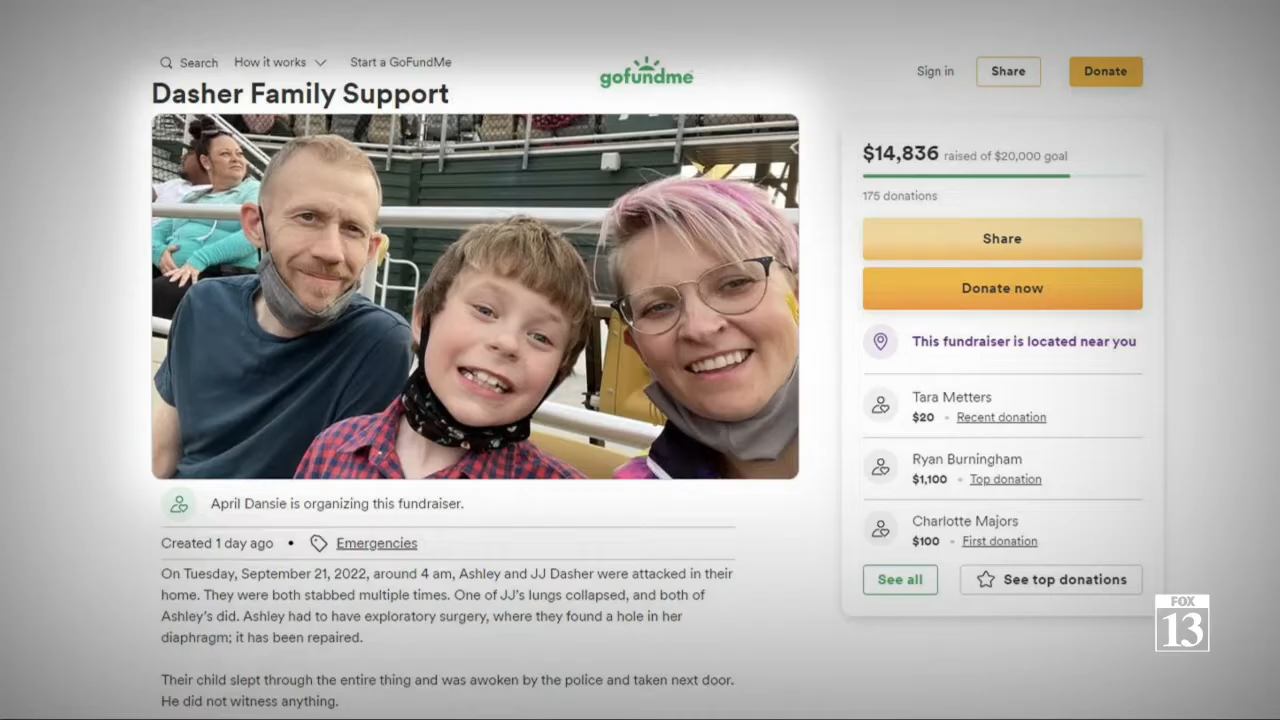 Search How it works Start a GoFundMe
gofundme
Sign in Share Donate
Dasher Family Support
$14,836 raised of $20,000 goal
175 donations
Share
Donate now
This fundraiser is located near you
Tara Metters
$20 • Recent donation
Ryan Burningham
$1,100 • Top donation
Charlotte Majors
$100 • First donation
See all See top donations
April Dansie is organizing this fundraiser.
Created 1 day ago • Emergencies
On Tuesday, September 21, 2022, around 4 am, Ashley and JJ Dasher were attacked in their
home. They were both stabbed multiple times. One of JJ's lungs collapsed, and both of
Ashley's did. Ashley had to have exploratory surgery, where they found a hole in her
diaphragm; it has been repaired.
Their child slept through the entire thing and was awoken by the police and taken next door.
He did not witness anything.
FOX
13